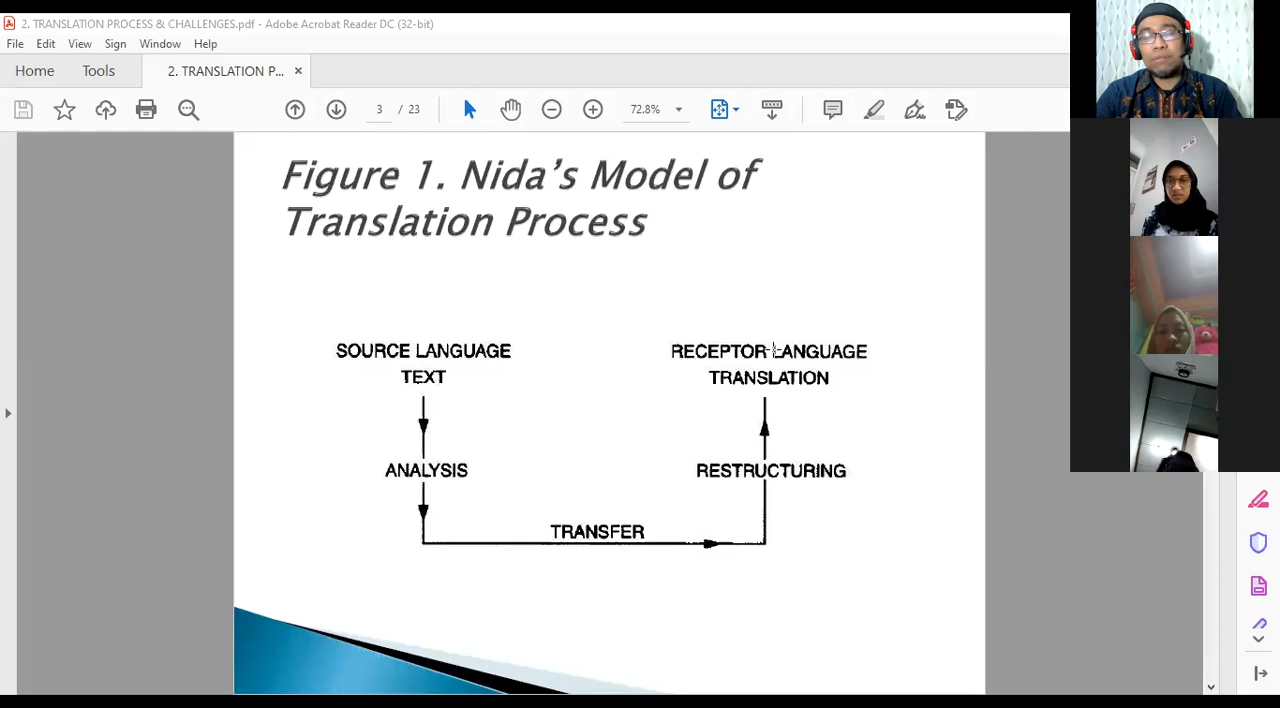 2. TRANSLATION PROCESS & CHALLENGES.pdf - Adobe Acrobat Reader DC (32-bit)
File Edit View Sign Window Help
Home Tools 2. TRANSLATION P... ×
3 / 23 72.8%
Figure 1. Nida's Model of
Translation Process
SOURCE LANGUAGE
TEXT
RECEPTOR LANGUAGE
TRANSLATION
ANALYSIS
RESTRUCTURING
TRANSFER